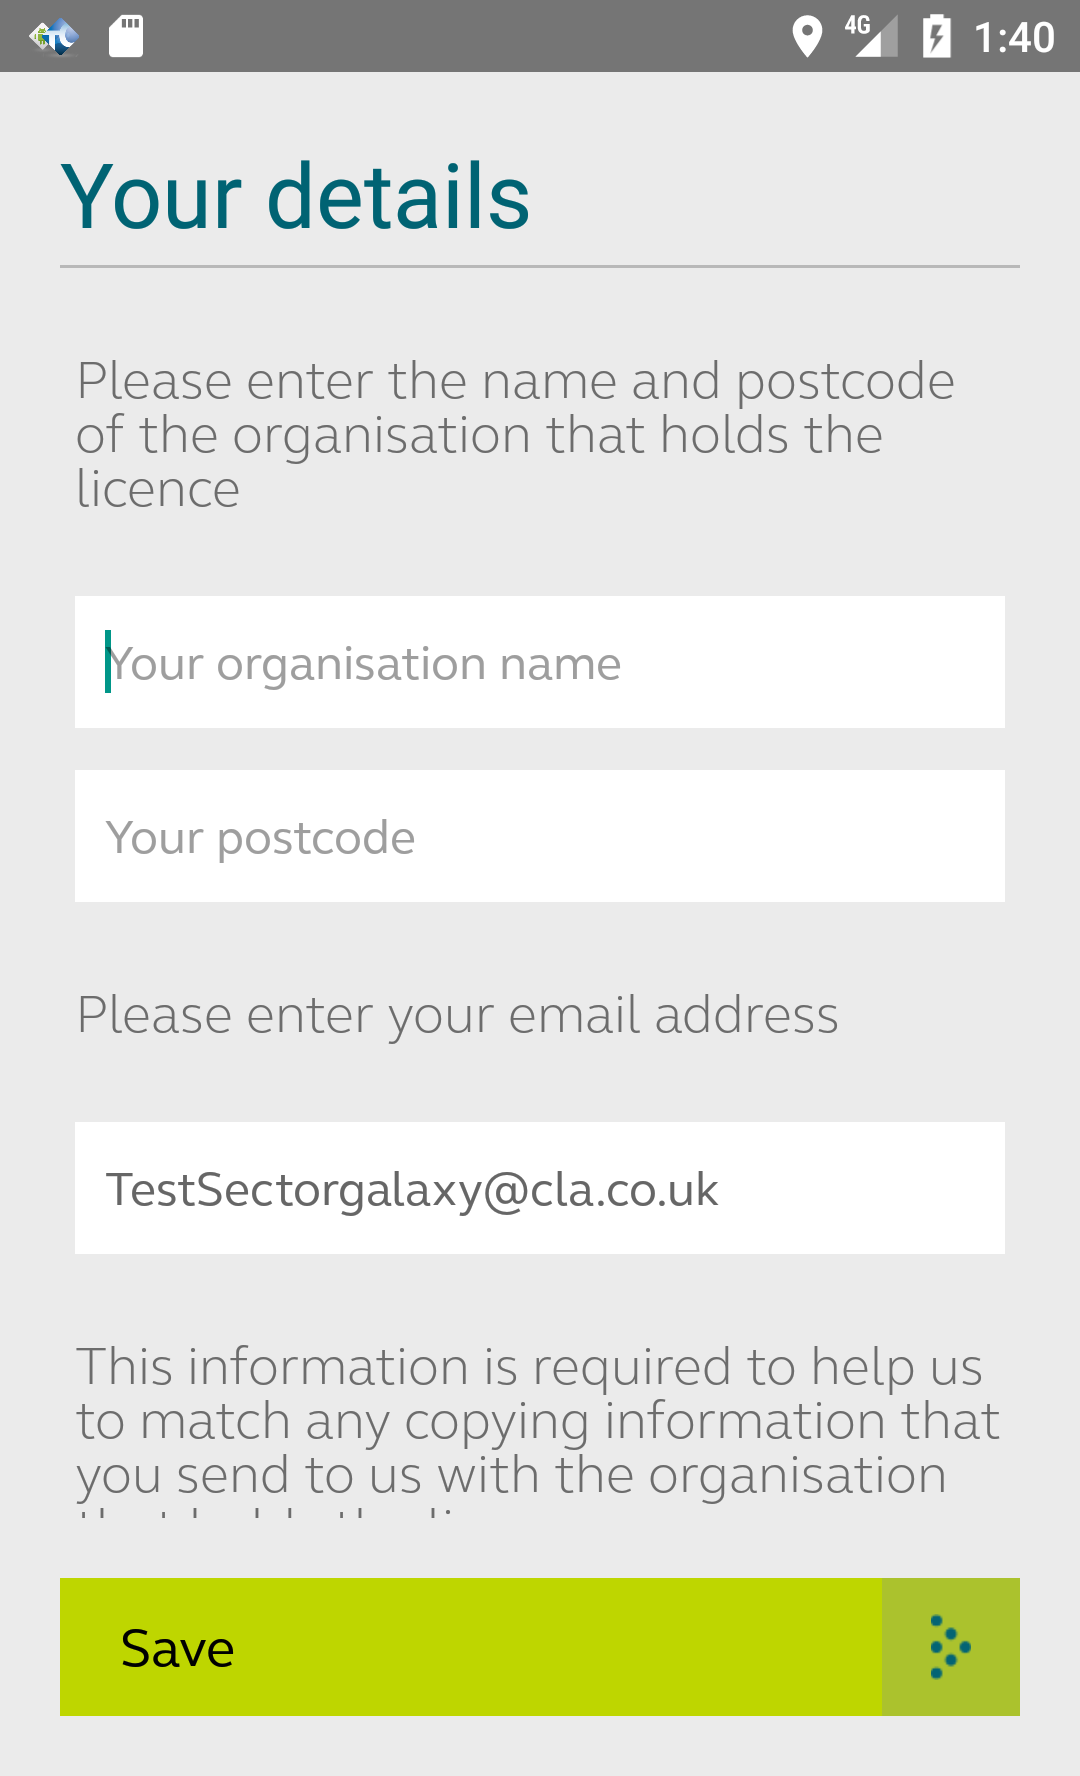 4G 1:40
Your details
Please enter the name and postcode
of the organisation that holds the
licence
Your organisation name
Your postcode
Please enter your email address
TestSectorgalaxy@cla.co.uk
This information is required to help us
to match any copying information that
you send to us with the organisation
Save